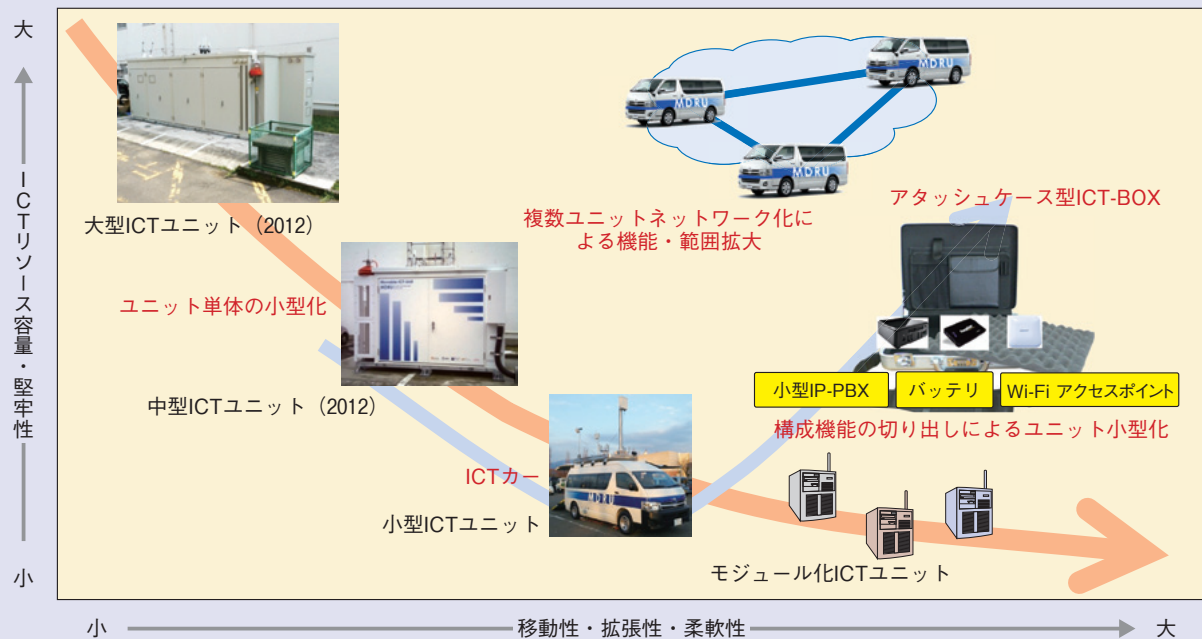 大
ICTリソース容量・堅牢性
小
大型ICTユニット（2012）
ユニット単体の小型化
中型ICTユニット（2012）
ICTカー
小型ICTユニット
MDRU
MDRU
MDRU
MDRU
複数ユニットネットワーク化に
よる機能・範囲拡大
アタッシュケース型ICT-BOX
小型IP-PBX
バッテリ
Wi-Fi アクセスポイント
構成機能の切り出しによるユニット小型化
モジュール化ICTユニット
小
移動性・拡張性・柔軟性
大